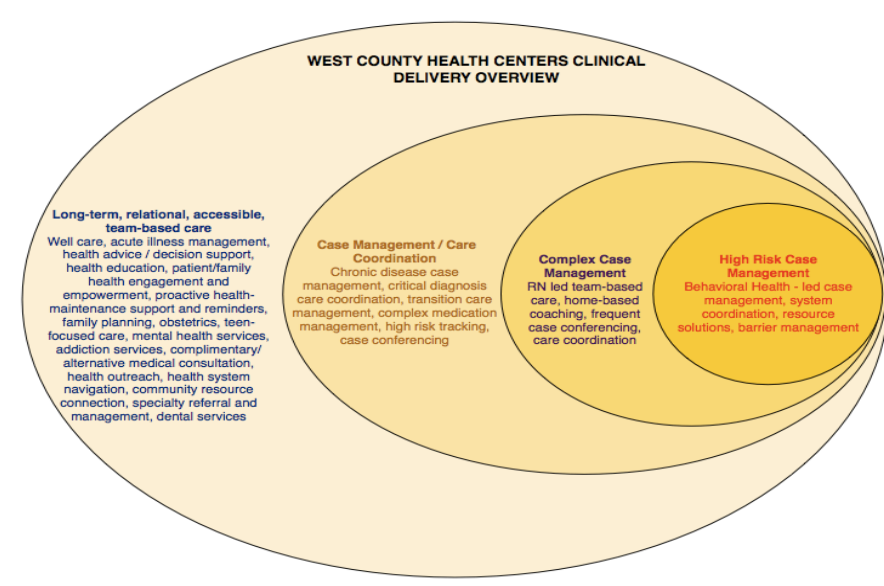 WEST COUNTY HEALTH CENTERS CLINICAL
DELIVERY OVERVIEW
Long-term, relational, accessible,
team-based care
Well care, acute illness management,
health advice / decision support,
health education, patient/family
health engagement and
empowerment, proactive health-
maintenance support and reminders,
family planning, obstetrics, teen-
focused care, mental health services,
addiction services, complimentary/
alternative medical consultation,
health outreach, health system
navigation, community resource
connection, specialty referral and
management, dental services
Case Management / Care
Coordination
Chronic disease case
management, critical diagnosis
care coordination, transition care
management, complex medication
management, high risk tracking,
case conferencing
Complex Case
Management
RN led team-based
care, home-based
coaching, frequent
case conferencing,
care coordination
High Risk Case
Management
Behavioral Health - led case
management, system
coordination, resource
solutions, barrier management